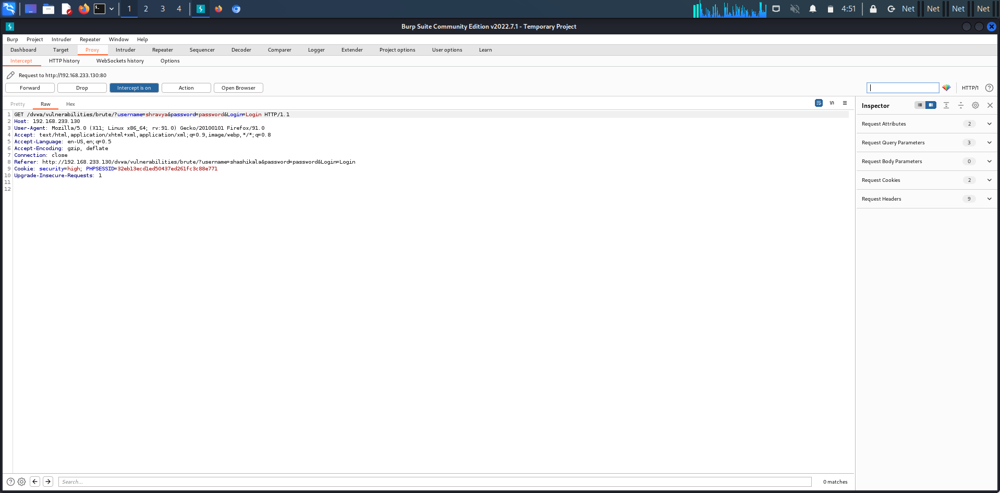 1 2 3 4 4:51 Net Net Net Net
Burp Suite Community Edition v2022.7.1 - Temporary Project
Burp Project Intruder Repeater Window Help
Dashboard Target Proxy Intruder Repeater Sequencer Decoder Comparer Logger Extender Project options User options Learn
Intercept HTTP history WebSockets history Options
Request to http://192.168.233.130:80
Forward Drop Intercept is on Action Open Browser HTTP/1
Pretty Raw Hex \n
Inspector
1 GET /dvwa/vulnerabilities/brute/?username=shravya&password=password&Login=Login HTTP/1.1
2 Host: 192.168.233.130
3 User-Agent: Mozilla/5.0 (X11; Linux x86_64; rv:91.0) Gecko/20100101 Firefox/91.0
4 Accept: text/html,application/xhtml+xml,application/xml;q=0.9,image/webp,*/*;q=0.8
5 Accept-Language: en-US,en;q=0.5
6 Accept-Encoding: gzip, deflate
7 Connection: close
8 Referer: http://192.168.233.130/dvwa/vulnerabilities/brute/?username=shashikala&password=password&Login=Login
9 Cookie: security=high; PHPSESSID=32eb13ecd1ed50437ed261fc3c88e771
10 Upgrade-Insecure-Requests: 1
11
12
Request Attributes 2
Request Query Parameters 3
Request Body Parameters 0
Request Cookies 2
Request Headers 9
Search... 0 matches